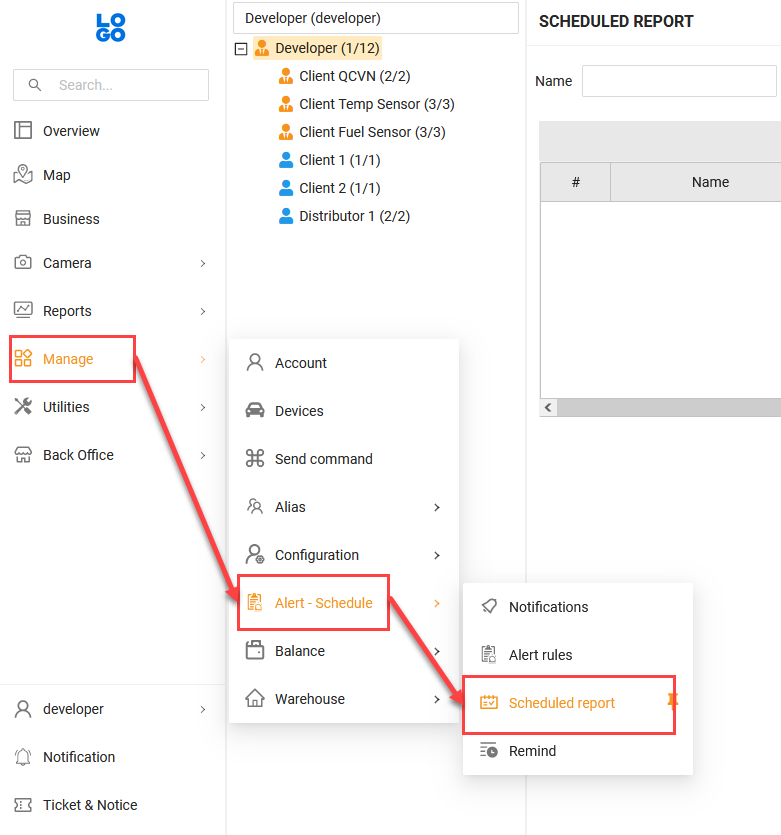 LO
GO
Search...
Overview
Map
Business
Camera
Reports
Manage
Utilities
Back Office
developer
Notification
Ticket & Notice
Developer (developer)
Developer (1/12)
Client QCVN (2/2)
Client Temp Sensor (3/3)
Client Fuel Sensor (3/3)
Client 1 (1/1)
Client 2 (1/1)
Distributor 1 (2/2)
Account
Devices
Send command
Alias
Configuration
Alert - Schedule
Balance
Warehouse
Notifications
Alert rules
Scheduled report
Remind
SCHEDULED REPORT
Name
# Name